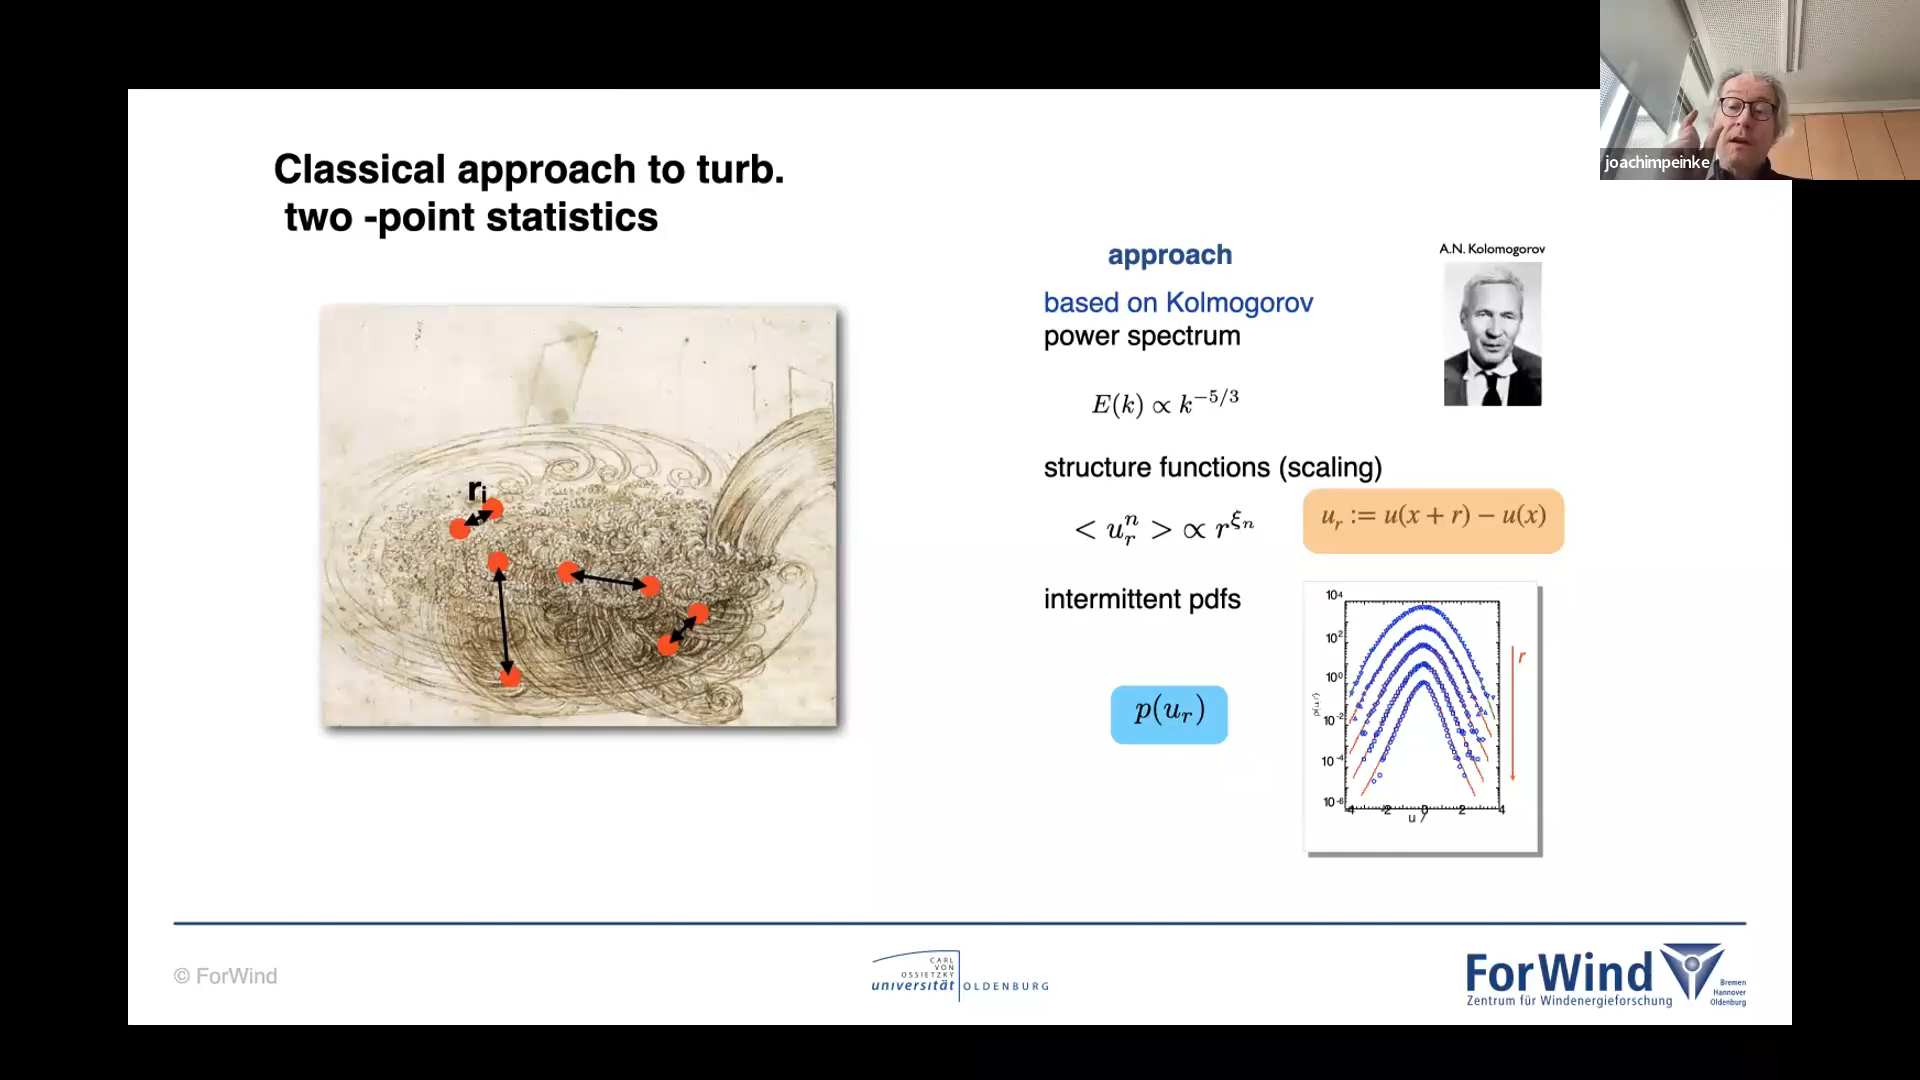 joachimpeinke
Classical approach to turb.
two -point statistics
approach
A.N. Kolomogorov
based on Kolmogorov
power spectrum
E(k) ∝ k^{-5/3}
structure functions (scaling)
< u_r^n > ∝ r^{ξ_n}
u_r := u(x + r) − u(x)
intermittent pdfs
p(u_r)
r_i
10^4
10^2
10^0
10^-2
10^-4
10^-6
-4 -2 0 2 4
r
© ForWind
CARL
VON
OSSIETZKY
universität OLDENBURG
ForWind
Zentrum für Windenergieforschung
Bremen
Hannover
Oldenburg